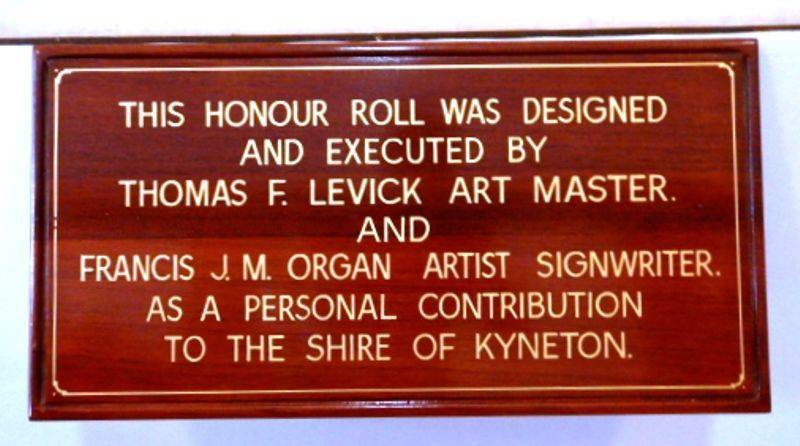 THIS HONOUR ROLL WAS DESIGNED
AND EXECUTED BY
THOMAS F. LEVICK ART MASTER.
AND
FRANCIS J. M. ORGAN ARTIST SIGNWRITER.
AS A PERSONAL CONTRIBUTION
TO THE SHIRE OF KYNETON.